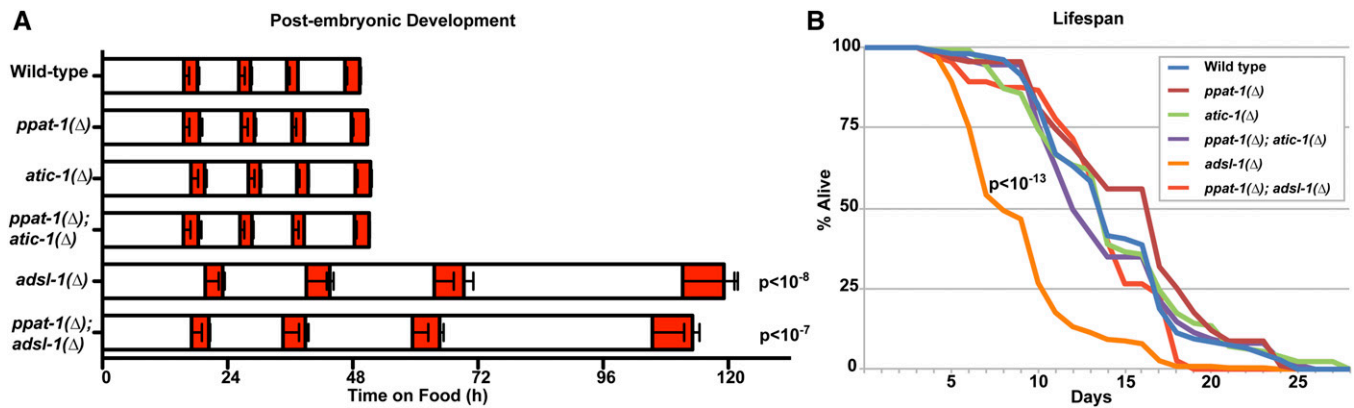 A
Post-embryonic Development
Wild-type
ppat-1(Δ)
atic-1(Δ)
ppat-1(Δ);
atic-1(Δ)
adsl-1(Δ)
p<10-8
ppat-1(Δ);
adsl-1(Δ)
p<10-7
0 24 48 72 96 120
Time on Food (h)
B
Lifespan
100
75
50
25
0
% Alive
Wild type
ppat-1(Δ)
atic-1(Δ)
ppat-1(Δ); atic-1(Δ)
adsl-1(Δ)
ppat-1(Δ); adsl-1(Δ)
p<10-13
5 10 15 20 25
Days